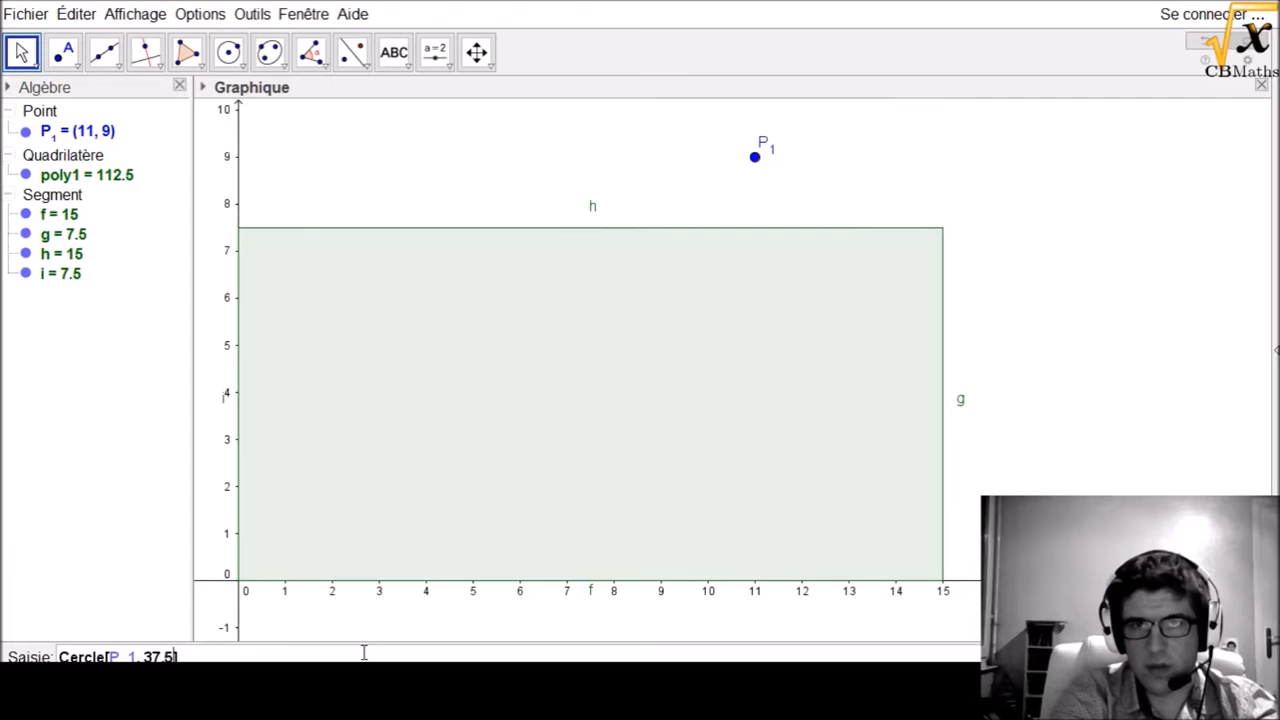 Fichier Éditer Affichage Options Outils Fenêtre Aide
Se connecter ...
A
ABC
a=2
x
CBMaths
Algèbre
Graphique
Point
P1 = (11, 9)
Quadrilatère
poly1 = 112.5
Segment
f = 15
g = 7.5
h = 15
i = 7.5
10
9
P1
8
h
7
6
5
4
i
g
3
2
1
0
0 1 2 3 4 5 6 7 f 8 9 10 11 12 13 14 15
-1
Saisie: Cercle[P_1, 37.5]